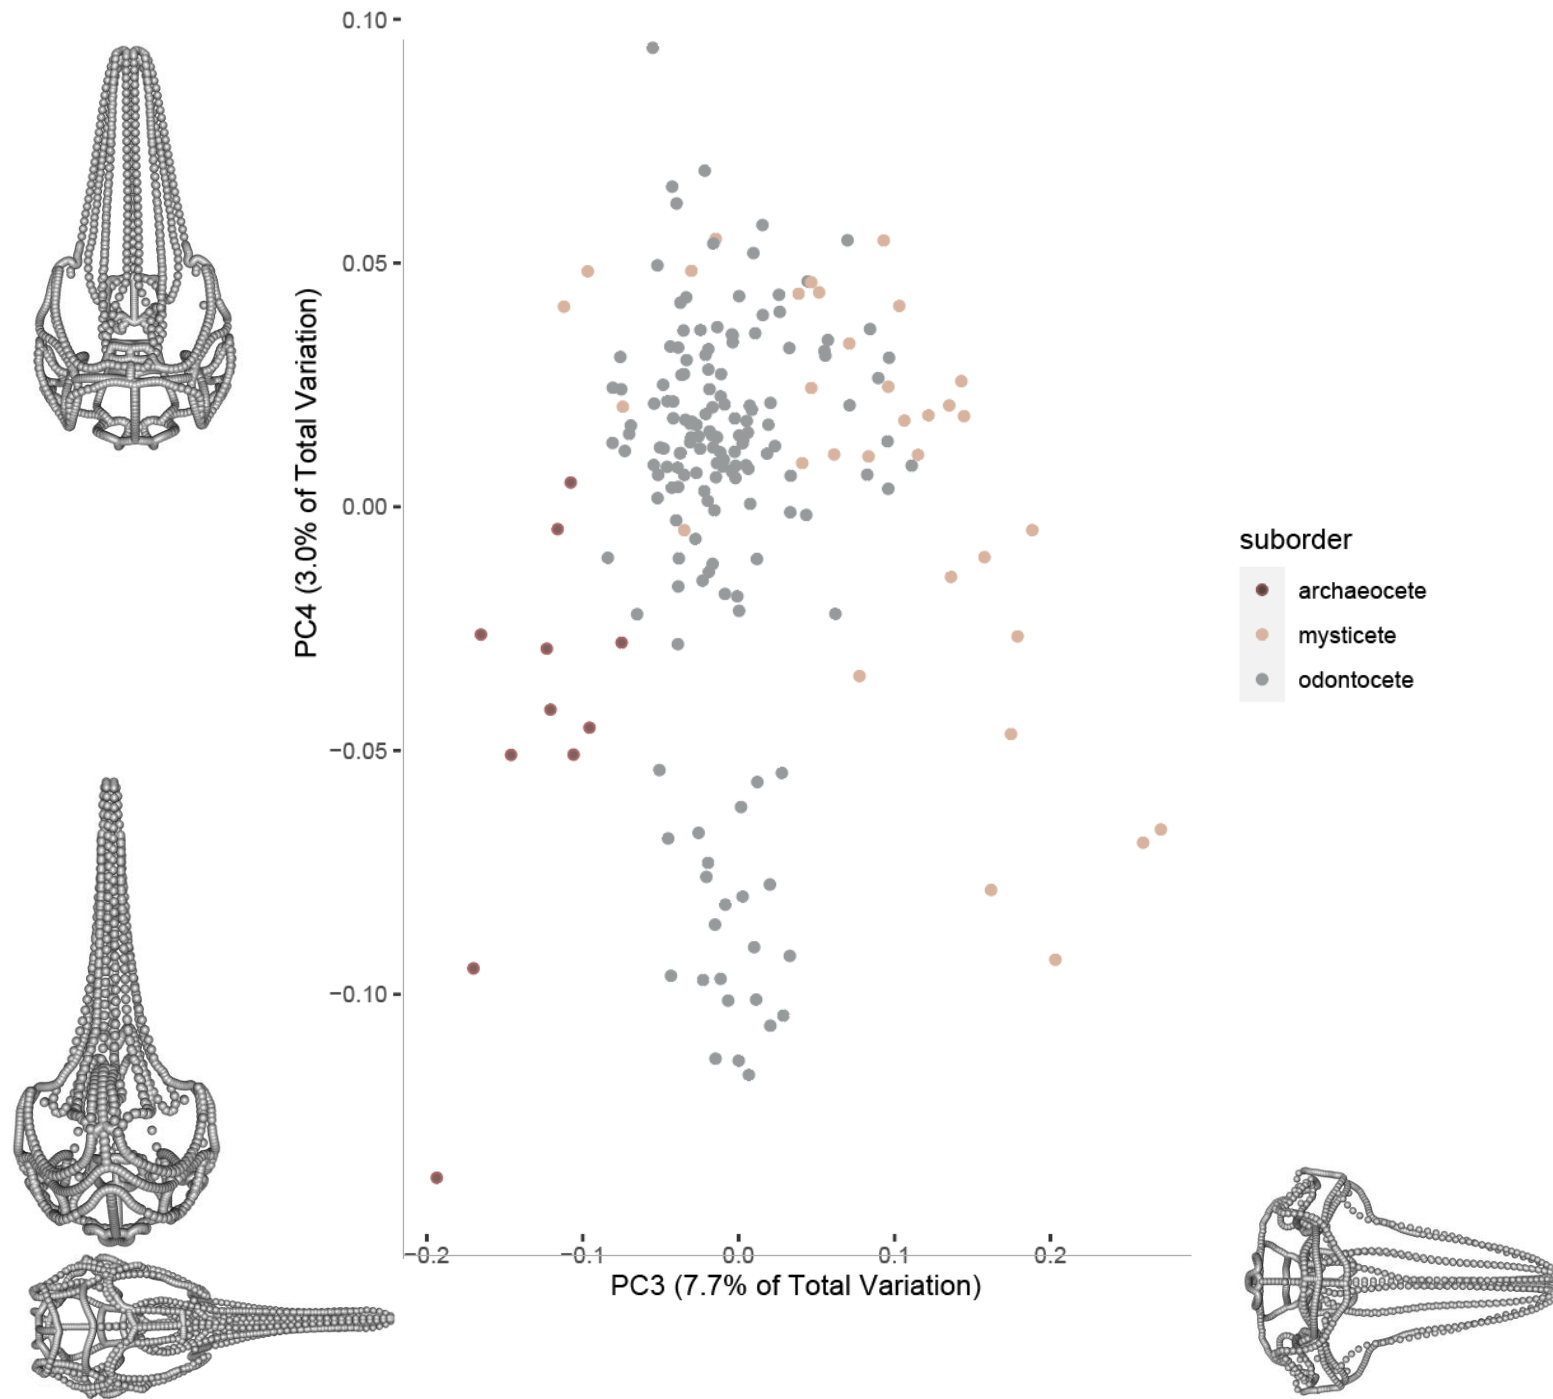 0.10
0.05
0.00
−0.05
−0.10
PC4 (3.0% of Total Variation)
−0.2
−0.1
0.0
0.1
0.2
PC3 (7.7% of Total Variation)
suborder
archaeocete
mysticete
odontocete